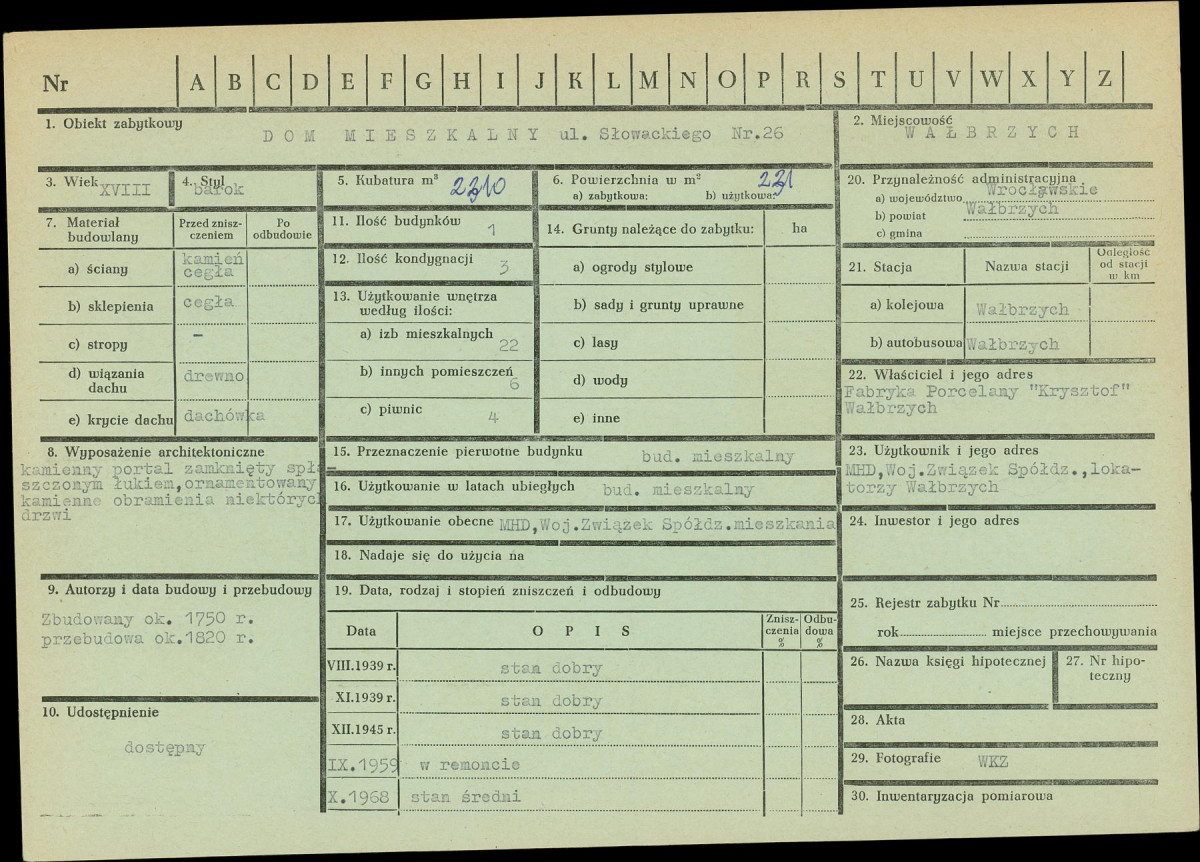 Nr A B C D E F G H I J K L M N O P R S T U V W X Y Z
1. Obiekt zabytkowy
DOM MIESZKALNY ul. Słowackiego Nr.26
2. Miejscowość
WAŁBRZYCH
3. Wiek XVIII
4. Styl barok
5. Kubatura m³ 2310
6. Powierzchnia w m² 231
a) zabytkowa: b) użytkowa:
7. Materiał budowlany
Przed zniszczeniem
Po odbudowie
a) ściany kamień cegła
b) sklepienia cegła
c) stropy –
d) wiązania dachu drewno
e) krycie dachu dachówka
8. Wyposażenie architektoniczne
kamienny portal zamknięty spła-
szczonym łukiem,ornamentowany
kamienne obramienia niektórych
drzwi
9. Autorzy i data budowy i przebudowy
Zbudowany ok. 1750 r.
przebudowa ok.1820 r.
10. Udostępnienie
dostępny
11. Ilość budynków 1
12. Ilość kondygnacji 3
13. Użytkowanie wnętrza
według ilości:
a) izb mieszkalnych 22
b) innych pomieszczeń 6
c) piwnic 4
14. Grunty należące do zabytku: ha
a) ogrody stylowe
b) sady i grunty uprawne
c) lasy
d) wody
e) inne
15. Przeznaczenie pierwotne budynku bud. mieszkalny
16. Użytkowanie w latach ubiegłych bud. mieszkalny
17. Użytkowanie obecne MHD,Woj.Związek Spółdz.mieszkania
18. Nadaje się do użycia na
19. Data, rodzaj i stopień zniszczeń i odbudowy
Data OPIS Znisz-czenia % Odbu-dowa %
VIII.1939 r. stan dobry
XI.1939 r. stan dobry
XII.1945 r. stan dobry
IX.1959 w remoncie
X.1968 stan średni
20. Przynależność administracyjna
a) województwo Wrocławskie
b) powiat Wałbrzych
c) gmina
21. Stacja Nazwa stacji Odległość od stacji w km
a) kolejowa Wałbrzych
b) autobusowa Wałbrzych
22. Właściciel i jego adres
Fabryka Porcelany "Krysztof"
Wałbrzych
23. Użytkownik i jego adres
MHD,Woj.Związek Spółdz.,loka-
torzy Wałbrzych
24. Inwestor i jego adres
25. Rejestr zabytku Nr
rok miejsce przechowywania
26. Nazwa księgi hipotecznej
27. Nr hipo-
teczny
28. Akta
29. Fotografie WKZ
30. Inwentaryzacja pomiarowa